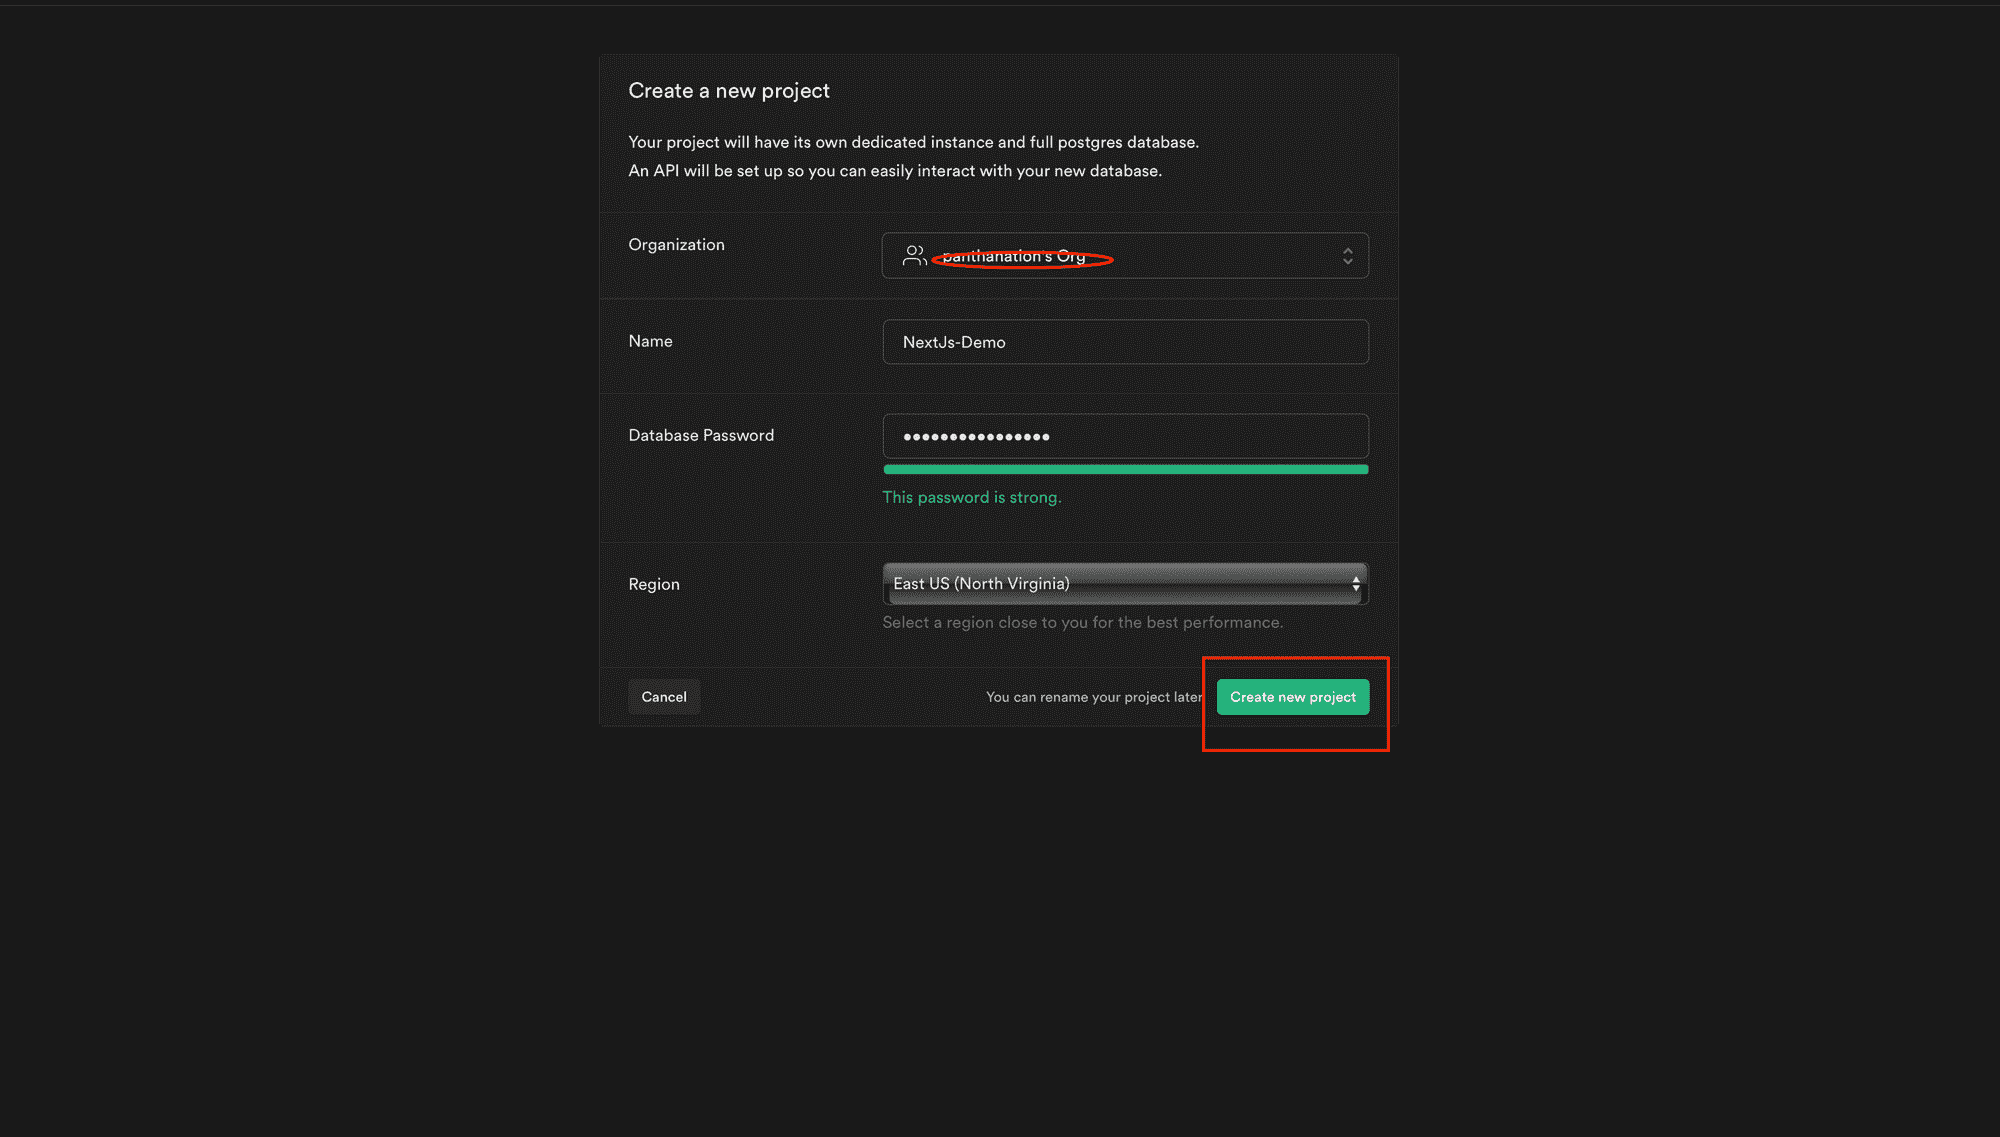 Create a new project
Your project will have its own dedicated instance and full postgres database.
An API will be set up so you can easily interact with your new database.
Organization
panthanation's Org
Name
NextJs-Demo
Database Password
••••••••••••••••
This password is strong.
Region
East US (North Virginia)
Select a region close to you for the best performance.
Cancel
You can rename your project later
Create new project